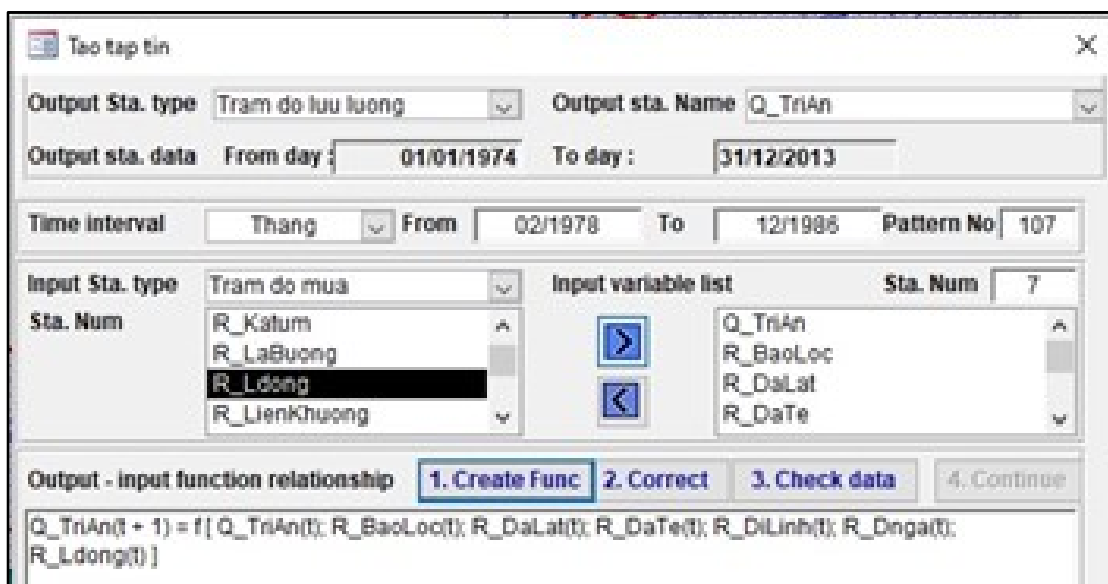 Tao tap tin
Output Sta. type Tram do luu luong Output sta. Name Q_TriAn
Output sta. data From day : 01/01/1974 To day : 31/12/2013
Time interval Thang From 02/1978 To 12/1986 Pattern No 107
Input Sta. type Tram do mua Input variable list Sta. Num 7
Sta. Num R_Katum Q_TriAn
R_LaBuong R_BaoLoc
R_Ldong R_DaLat
R_LienKhuong R_DaTe
Output - input function relationship 1. Create Func 2. Correct 3. Check data 4. Continue
Q_TriAn(t + 1) = f [ Q_TriAn(t); R_BaoLoc(t); R_DaLat(t); R_DaTe(t); R_DiLinh(t); R_Dnga(t);
R_Ldong(t) ]